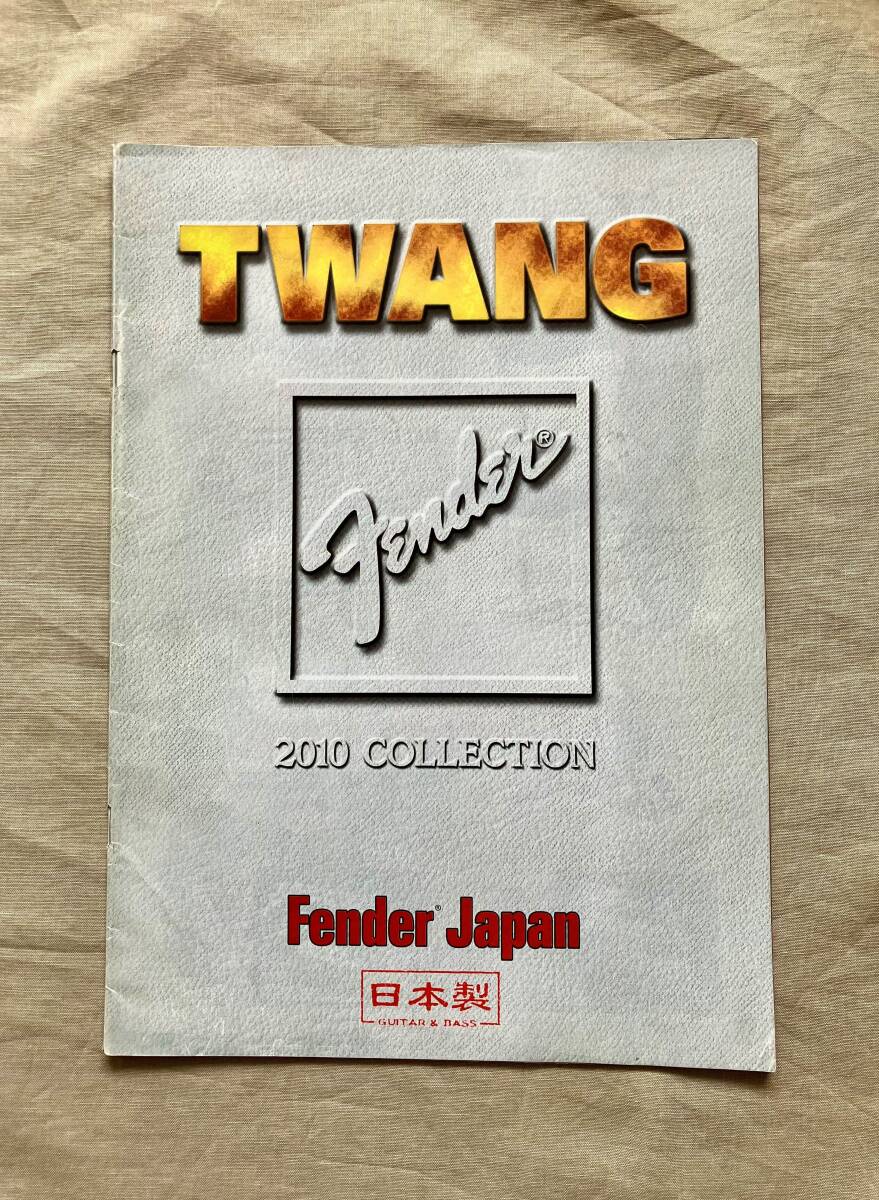 TWANG
Fender®
2010 COLLECTION
Fender® Japan
日本製
GUITAR & BASS